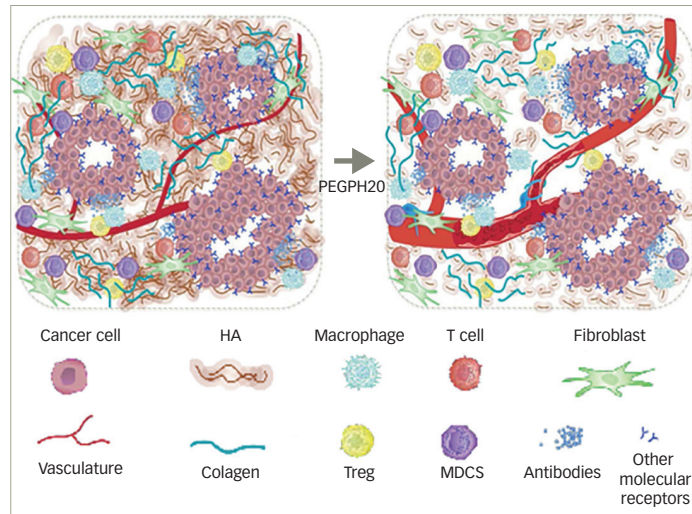 PEGPH20
Cancer cell
HA
Macrophage
T cell
Fibroblast
Vasculature
Colagen
Treg
MDCS
Antibodies
Other
molecular
receptors